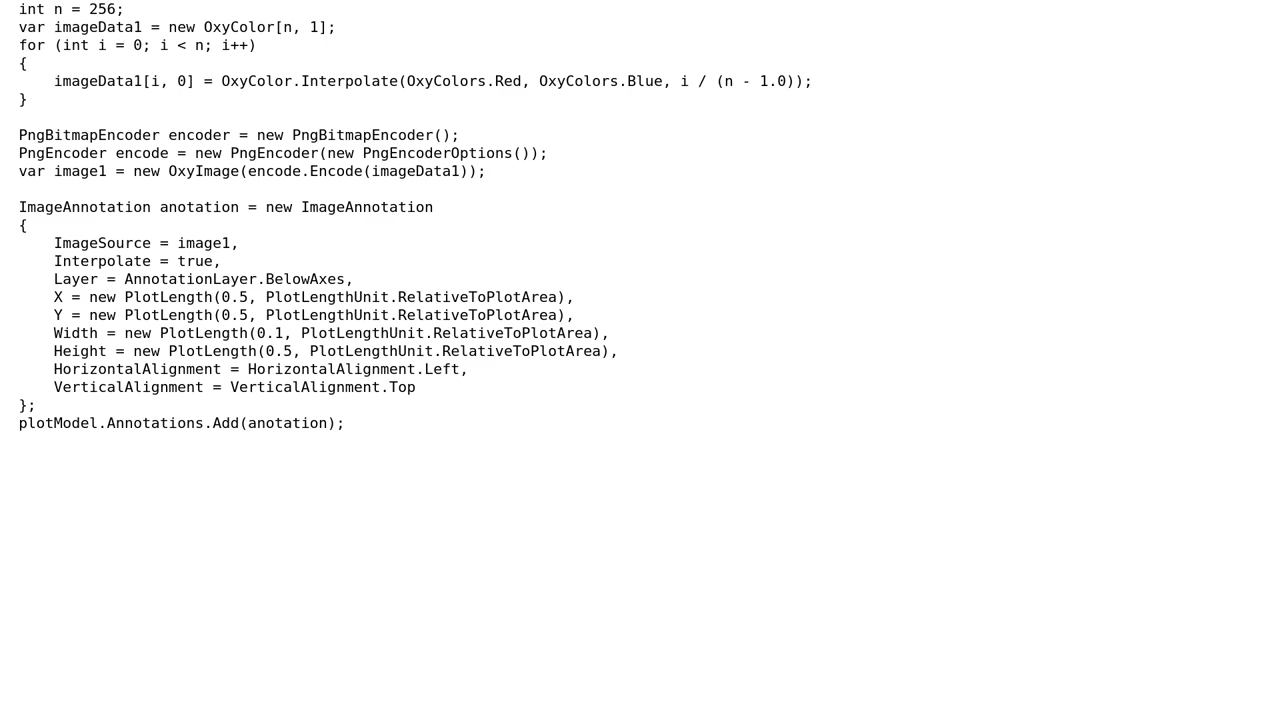 int n = 256;
var imageData1 = new OxyColor[n, 1];
for (int i = 0; i < n; i++)
{
    imageData1[i, 0] = OxyColor.Interpolate(OxyColors.Red, OxyColors.Blue, i / (n - 1.0));
}

PngBitmapEncoder encoder = new PngBitmapEncoder();
PngEncoder encode = new PngEncoder(new PngEncoderOptions());
var image1 = new OxyImage(encode.Encode(imageData1));

ImageAnnotation anotation = new ImageAnnotation
{
    ImageSource = image1,
    Interpolate = true,
    Layer = AnnotationLayer.BelowAxes,
    X = new PlotLength(0.5, PlotLengthUnit.RelativeToPlotArea),
    Y = new PlotLength(0.5, PlotLengthUnit.RelativeToPlotArea),
    Width = new PlotLength(0.1, PlotLengthUnit.RelativeToPlotArea),
    Height = new PlotLength(0.5, PlotLengthUnit.RelativeToPlotArea),
    HorizontalAlignment = HorizontalAlignment.Left,
    VerticalAlignment = VerticalAlignment.Top
};
plotModel.Annotations.Add(anotation);